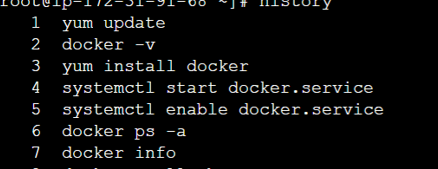 root@ip-172-31-91-68 ~]# history
1 yum update
2 docker -v
3 yum install docker
4 systemctl start docker.service
5 systemctl enable docker.service
6 docker ps -a
7 docker info